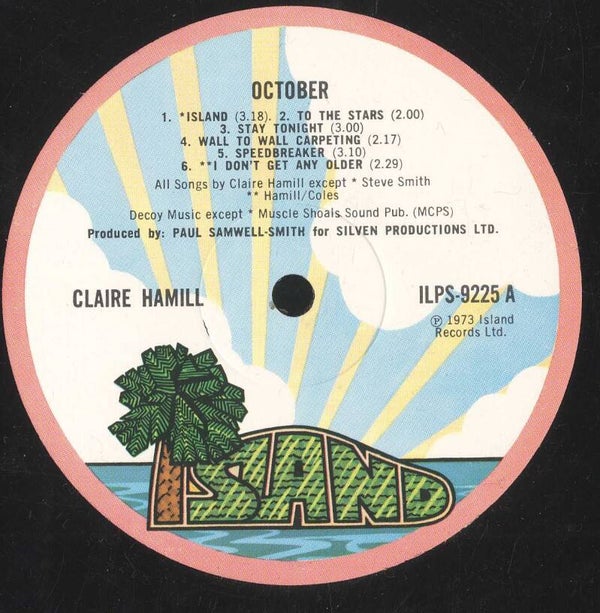 OCTOBER
1. *ISLAND (3.18). 2. TO THE STARS (2.00)
3. STAY TONIGHT (3.00)
4. WALL TO WALL CARPETING (2.17)
5. SPEEDBREAKER (3.10)
6. **I DON'T GET ANY OLDER (2.29)
All Songs by Claire Hamill except * Steve Smith
** Hamill/Coles
Decoy Music except * Muscle Shoals Sound Pub. (MCPS)
Produced by: PAUL SAMWELL-SMITH for SILVEN PRODUCTIONS LTD.
CLAIRE HAMILL
ILPS-9225 A
Ⓟ 1973 Island
Records Ltd.
ISLAND